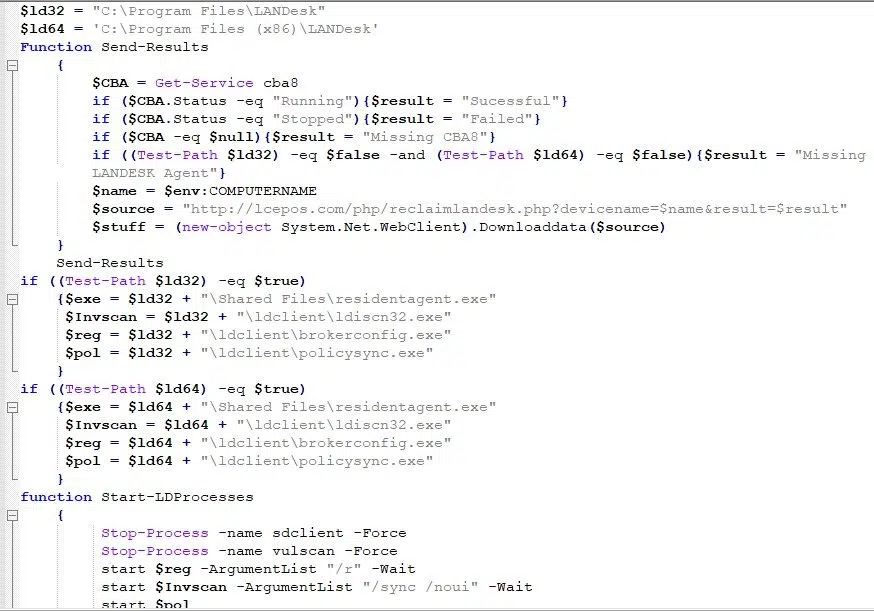 $ld32 = "C:\Program Files\LANDesk"
$ld64 = 'C:\Program Files (x86)\LANDesk'
Function Send-Results
{
$CBA = Get-Service cba8
if ($CBA.Status -eq "Running"){$result = "Sucessful"}
if ($CBA.Status -eq "Stopped"){$result = "Failed"}
if ($CBA -eq $null){$result = "Missing CBA8"}
if ((Test-Path $ld32) -eq $false -and (Test-Path $ld64) -eq $false){$result = "Missing
LANDESK Agent"}
$name = $env:COMPUTERNAME
$source = "http://lcepos.com/php/reclaimlandesk.php?devicename=$name&result=$result"
$stuff = (new-object System.Net.WebClient).Downloaddata($source)
}
Send-Results
if ((Test-Path $ld32) -eq $true)
{$exe = $ld32 + "\Shared Files\residentagent.exe"
$Invscan = $ld32 + "\ldclient\ldiscn32.exe"
$reg = $ld32 + "\ldclient\brokerconfig.exe"
$pol = $ld32 + "\ldclient\policysync.exe"
}
if ((Test-Path $ld64) -eq $true)
{$exe = $ld64 + "\Shared Files\residentagent.exe"
$Invscan = $ld64 + "\ldclient\ldiscn32.exe"
$reg = $ld64 + "\ldclient\brokerconfig.exe"
$pol = $ld64 + "\ldclient\policysync.exe"
}
function Start-LDProcesses
{
Stop-Process -name sdclient -Force
Stop-Process -name vulscan -Force
start $reg -ArgumentList "/r" -Wait
start $Invscan -ArgumentList "/sync /noui" -Wait
start $pol